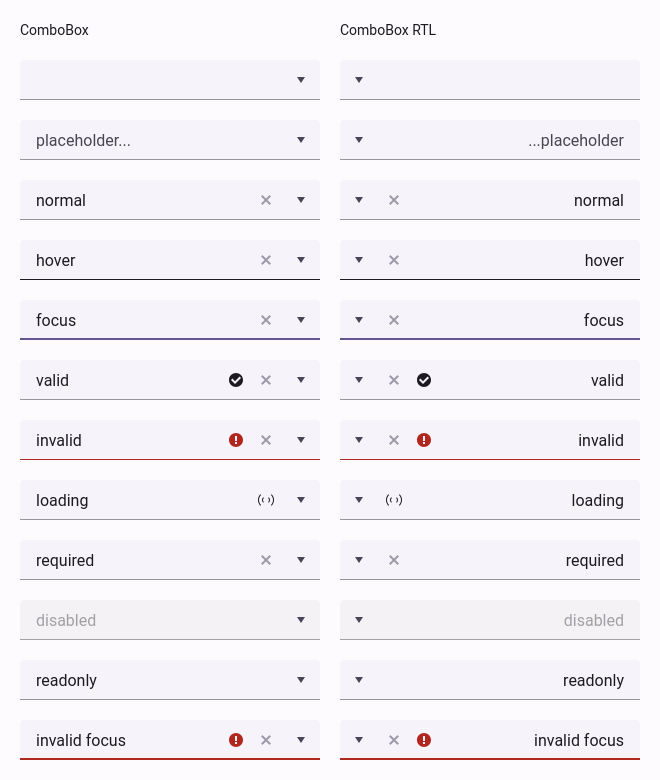 ComboBox
ComboBox RTL
placeholder...
...placeholder
normal
normal
hover
hover
focus
focus
valid
valid
invalid
invalid
loading
loading
required
required
disabled
disabled
readonly
readonly
invalid focus
invalid focus